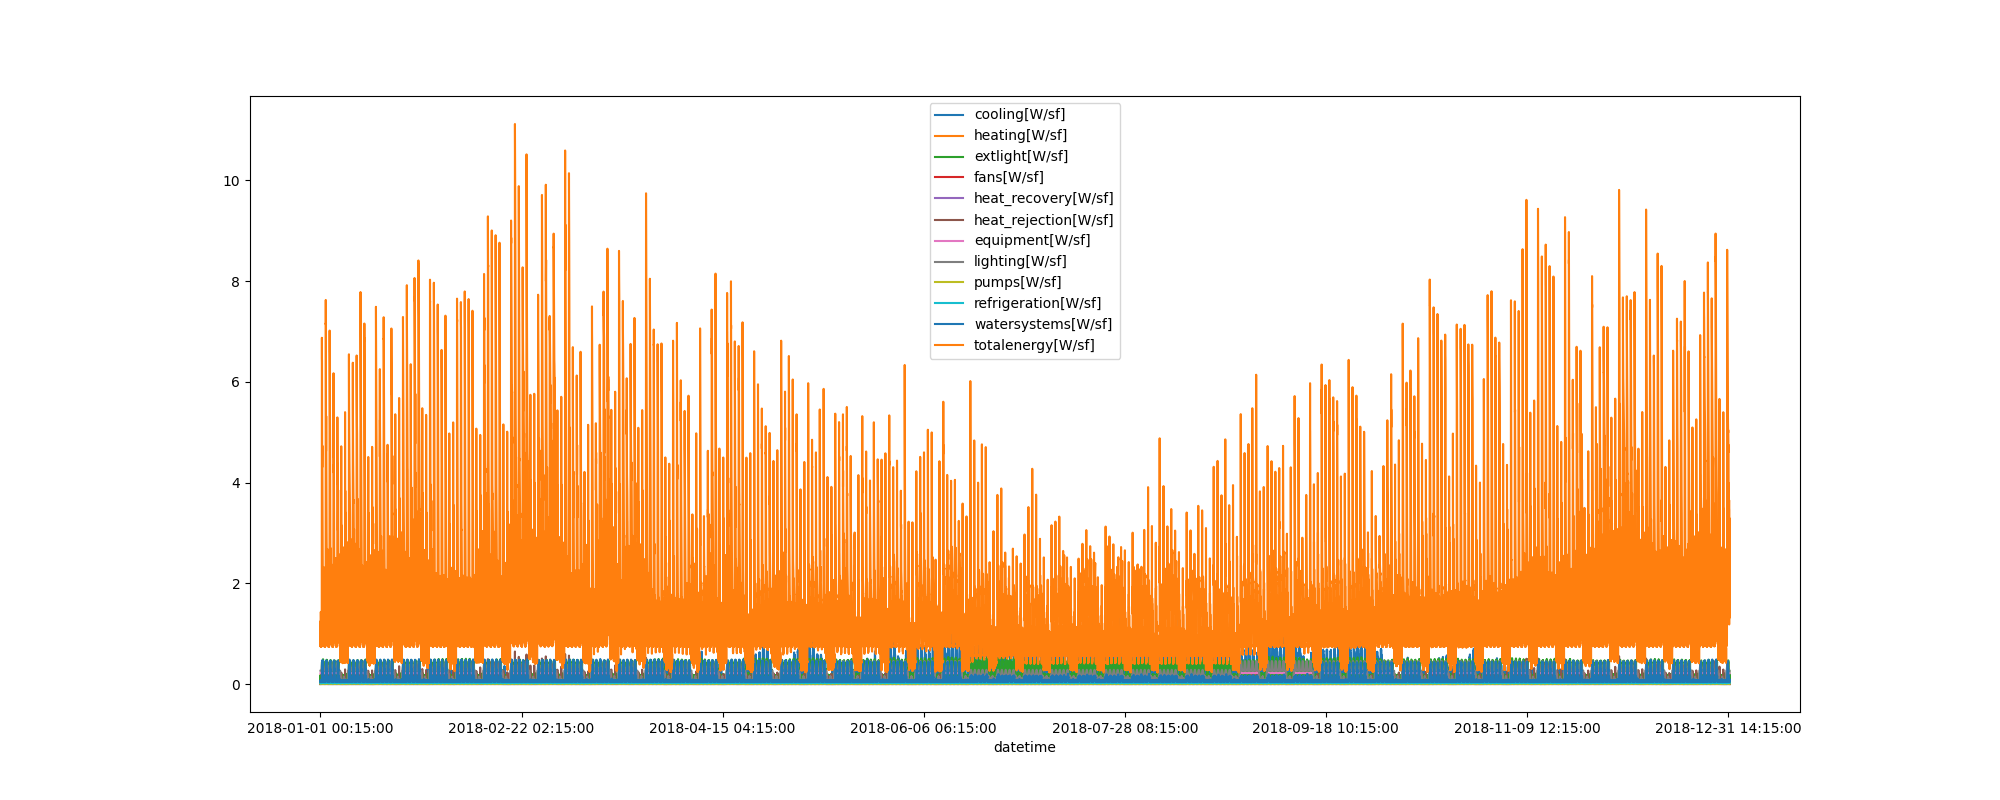 cooling[W/sf]
heating[W/sf]
extlight[W/sf]
fans[W/sf]
heat_recovery[W/sf]
heat_rejection[W/sf]
equipment[W/sf]
lighting[W/sf]
pumps[W/sf]
refrigeration[W/sf]
watersystems[W/sf]
totalenergy[W/sf]
10
8
6
4
2
0
2018-01-01 00:15:00 2018-02-22 02:15:00 2018-04-15 04:15:00 2018-06-06 06:15:00 2018-07-28 08:15:00 2018-09-18 10:15:00 2018-11-09 12:15:00 2018-12-31 14:15:00
datetime